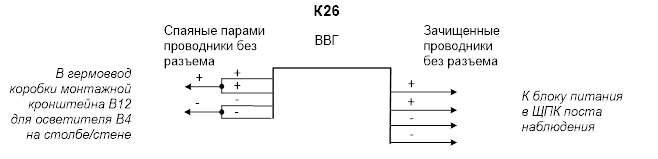 К26
Спаяные парами
проводники без
разъема
ВВГ
Зачищенные
проводники
без разъема
В гермоввод
коробки монтажной
кронштейна В12
для осветителя В4
на столбе/стене
+ +
+
- -
-
+
+
-
-
К блоку питания
в ЩПК поста
наблюдения